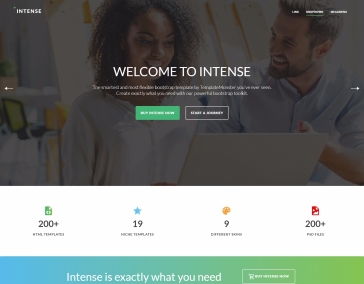 INTENSE
LINK DROPDOWN MEGAMENU
WELCOME TO INTENSE
The smartest and most flexible bootstrap template by TemplateMonster you've ever seen.
Create exactly what you need with our powerful bootstrap toolkit.
BUY INTENSE NOW START A JOURNEY
200+ 19 9 200+
HTML TEMPLATES NICHE TEMPLATES DIFFERENT SKINS PSD FILES
Intense is exactly what you need BUY INTENSE NOW